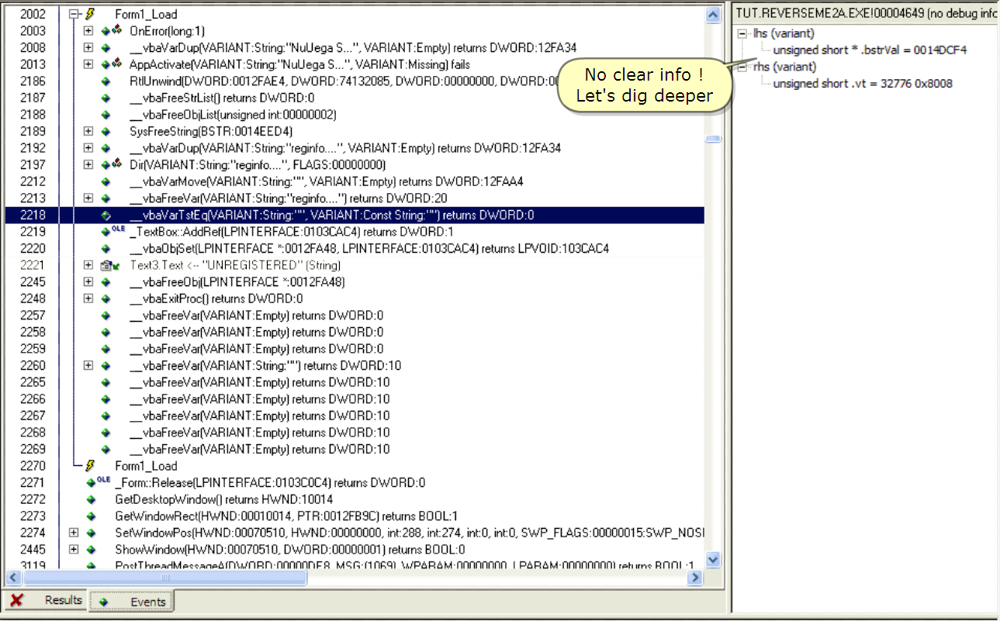 2002 Form1_Load
2003 OnError(long:1)
2008 __vbaVarDup(VARIANT:String:"NuUega S...", VARIANT:Empty) returns DWORD:12FA34
2013 AppActivate(VARIANT:String:"NuUega S...", VARIANT:Missing) fails
2186 RtlUnwind(DWORD:0012FAE4, DWORD:74132085, DWORD:00000000, DWORD:00
2187 __vbaFreeStrList() returns DWORD:0
2188 __vbaFreeObjList(unsigned int:00000002)
2189 SysFreeString(BSTR:0014EED4)
2192 __vbaVarDup(VARIANT:String:"reginfo....", VARIANT:Empty) returns DWORD:12FA34
2197 Dir(VARIANT:String:"reginfo....", FLAGS:00000000)
2212 __vbaVarMove(VARIANT:String:"", VARIANT:Empty) returns DWORD:12FAA4
2213 __vbaFreeVar(VARIANT:String:"reginfo....") returns DWORD:20
2218 __vbaVarTstEq(VARIANT:String:"", VARIANT:Const String:"") returns DWORD:0
2219 OLE _TextBox::AddRef(LPINTERFACE:0103CAC4) returns DWORD:1
2220 __vbaObjSet(LPINTERFACE *:0012FA48, LPINTERFACE:0103CAC4) returns LPVOID:103CAC4
2221 Text3.Text <-- "UNREGISTERED" (String)
2245 __vbaFreeObj(LPINTERFACE *:0012FA48)
2248 __vbaExitProc() returns DWORD:0
2257 __vbaFreeVar(VARIANT:Empty) returns DWORD:0
2258 __vbaFreeVar(VARIANT:Empty) returns DWORD:0
2259 __vbaFreeVar(VARIANT:Empty) returns DWORD:0
2260 __vbaFreeVar(VARIANT:String:"") returns DWORD:10
2265 __vbaFreeVar(VARIANT:Empty) returns DWORD:10
2266 __vbaFreeVar(VARIANT:Empty) returns DWORD:10
2267 __vbaFreeVar(VARIANT:Empty) returns DWORD:10
2268 __vbaFreeVar(VARIANT:Empty) returns DWORD:10
2269 __vbaFreeVar(VARIANT:Empty) returns DWORD:10
2270 Form1_Load
2271 OLE _Form::Release(LPINTERFACE:0103C0C4) returns DWORD:0
2272 GetDesktopWindow() returns HWND:10014
2273 GetWindowRect(HWND:00010014, PTR:0012FB9C) returns BOOL:1
2274 SetWindowPos(HWND:00070510, HWND:00000000, int:288, int:274, int:0, int:0, SWP_FLAGS:00000015:SWP_NOSI
2445 ShowWindow(HWND:00070510, DWORD:00000001) returns BOOL:0
3119 PostThreadMessageA(DWORD:00000DE8, MSG:(1069), WPARAM:00000000, LPARAM:00000000) returns BOOL:1
Results Events
TUT.REVERSEME2A.EXE!00004649 (no debug info
lhs (variant)
unsigned short * .bstrVal = 0014DCF4
rhs (variant)
unsigned short .vt = 32776 0x8008
No clear info !
Let's dig deeper